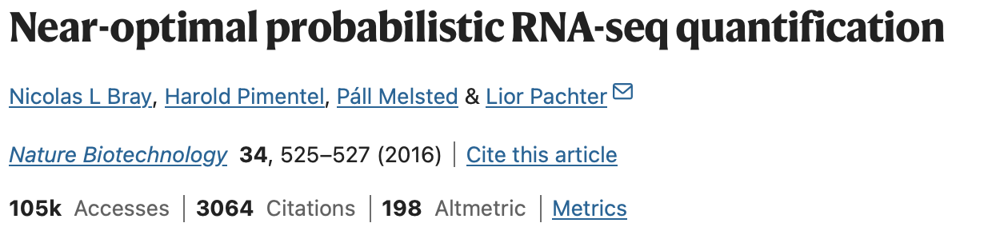 Near-optimal probabilistic RNA-seq quantification
Nicolas L Bray, Harold Pimentel, Páll Melsted & Lior Pachter
Nature Biotechnology 34, 525–527 (2016) | Cite this article
105k Accesses | 3064 Citations | 198 Altmetric | Metrics